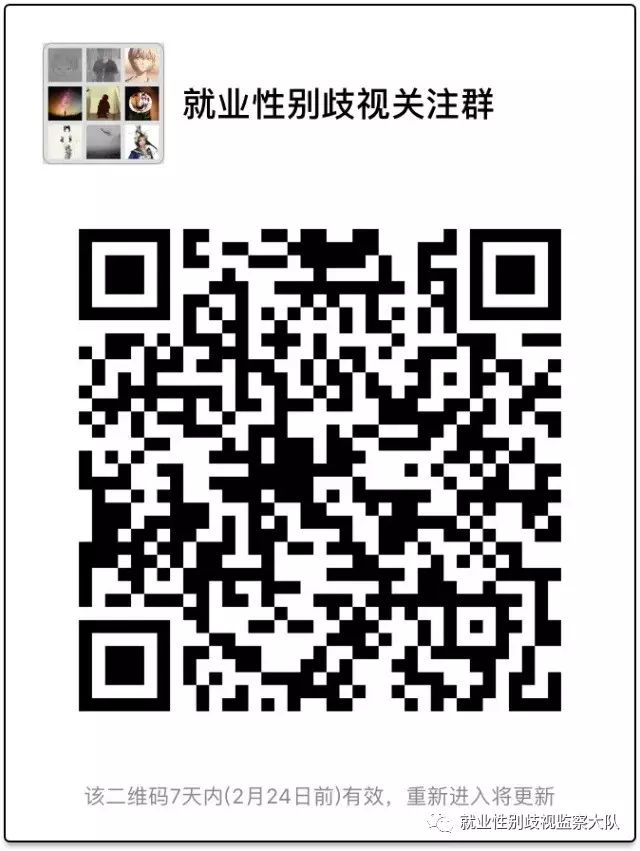 就业性别歧视关注群
该二维码7天内(2月24日前)有效，重新进入将更新
就业性别歧视监察大队